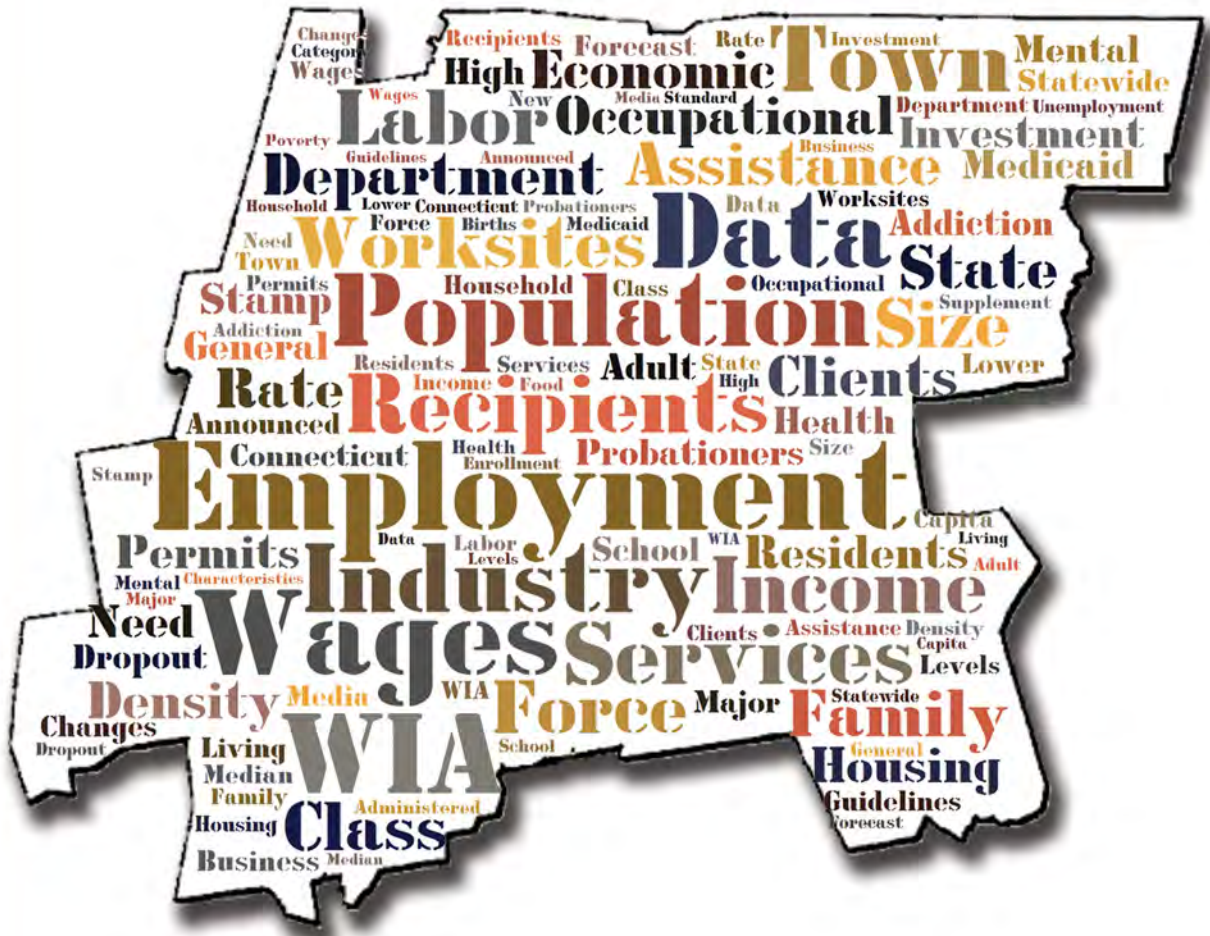 Changes
Category
Wages
Recipients
Forecast
Rate
Investment
Town
Mental
Statewide
High
Economic
Wages
New
Media
Standard
Labor
Occupational
Department
Unemployment
Investment
Poverty
Guidelines
Announced
Business
Department
Assistance
Medicaid
Household
Lower
Connecticut
Probationers
Data
Data
Worksites
Addiction
Force
Births
Medicaid
Need
Town
Worksites
State
Permits
Household
Class
Occupational
Supplement
Stamp
Population
Size
Addiction
General
Residents
Services
Adult
State
High
Clients
Lower
Rate
Income
Food
Recipients
Health
Announced
Connecticut
Health
Enrollment
Probationers
Size
Stamp
Employment
Capita
Living
Permits
Data
Labor
Levels
School
WIA
Residents
Adult
Mental
Characteristics
Major
Industry
Income
Need
Dropout
Wages
Services
Clients
Assistance
Density
Capita
Levels
Density
Media
WIA
Force
Major
Statewide
Family
Changes
Dropout
Living
WIA
School
General
Median
Housing
Family
Administered
Guidelines
Housing
Class
Forecast
Business
Median